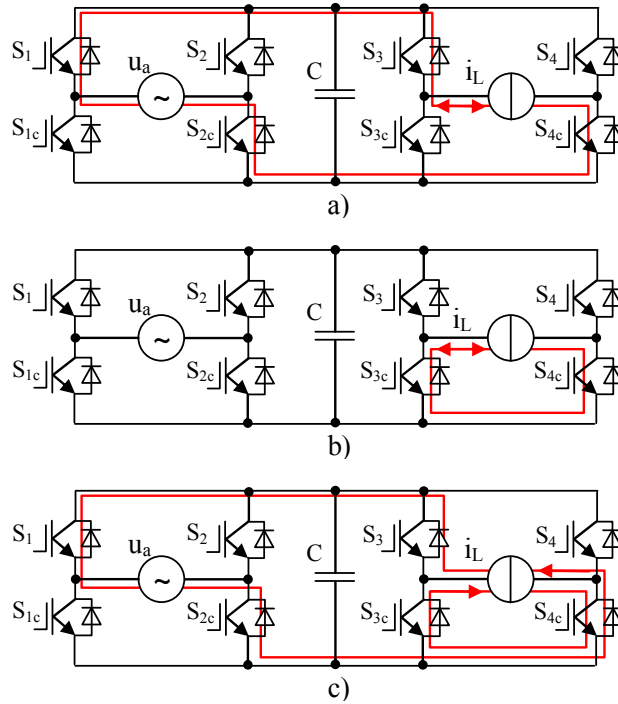 S1 S2 S3 S4
ua C iL
~
S1c S2c S3c S4c
a)
S1 S2 S3 S4
ua C iL
~
S1c S2c S3c S4c
b)
S1 S2 S3 S4
ua C iL
~
S1c S2c S3c S4c
c)